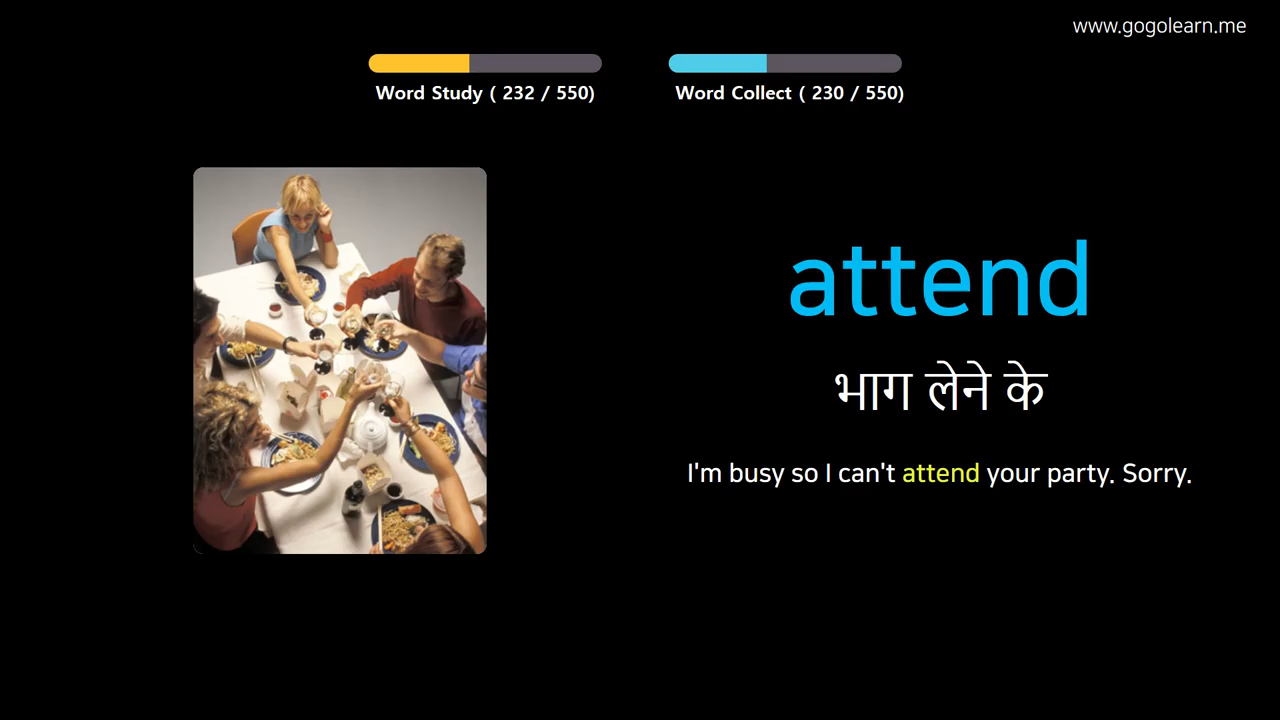 www.gogolearn.me
Word Study ( 232 / 550)
Word Collect ( 230 / 550)
attend
भाग लेने के
I'm busy so I can't attend your party. Sorry.